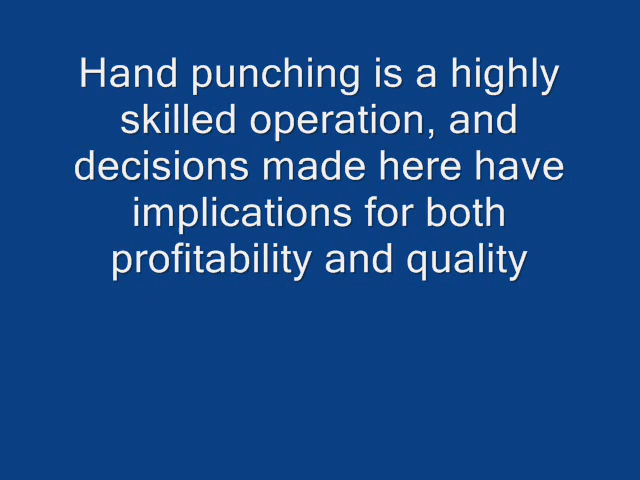 Hand punching is a highly
skilled operation, and
decisions made here have
implications for both
profitability and quality